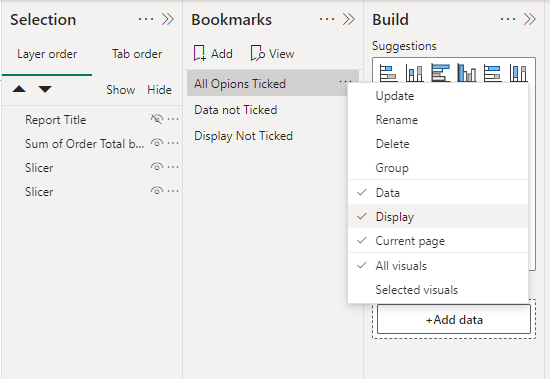 Selection
Layer order
Tab order
Show
Hide
Report Title
Sum of Order Total b...
Slicer
Slicer
Bookmarks
Add
View
All Opions Ticked
Data not Ticked
Display Not Ticked
Update
Rename
Delete
Group
Data
Display
Current page
All visuals
Selected visuals
Build
Suggestions
+Add data